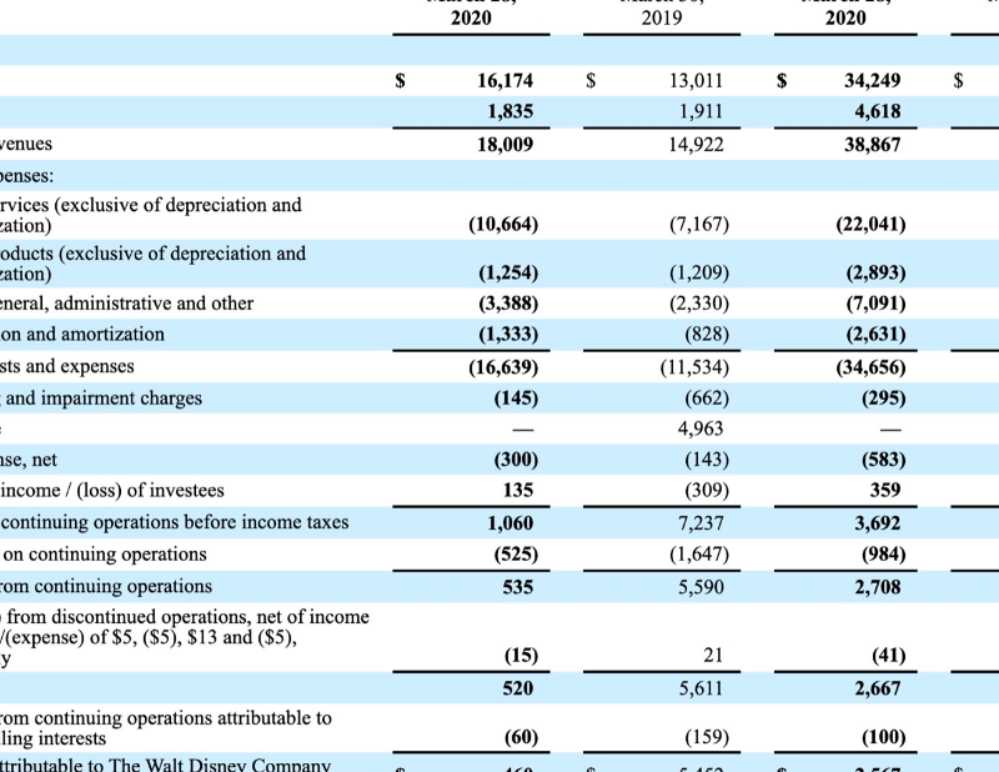 2020 2019 2020
$ 16,174 $ 13,011 $ 34,249 $
1,835 1,911 4,618
venues 18,009 14,922 38,867
penses:
rvices (exclusive of depreciation and
zation) (10,664) (7,167) (22,041)
oducts (exclusive of depreciation and
zation) (1,254) (1,209) (2,893)
eneral, administrative and other (3,388) (2,330) (7,091)
on and amortization (1,333) (828) (2,631)
sts and expenses (16,639) (11,534) (34,656)
and impairment charges (145) (662) (295)
— 4,963 —
nse, net (300) (143) (583)
income / (loss) of investees 135 (309) 359
continuing operations before income taxes 1,060 7,237 3,692
on continuing operations (525) (1,647) (984)
rom continuing operations 535 5,590 2,708
from discontinued operations, net of income
/(expense) of $5, ($5), $13 and ($5),
y (15) 21 (41)
520 5,611 2,667
rom continuing operations attributable to
ling interests (60) (159) (100)
ttributable to The Walt Disney Company